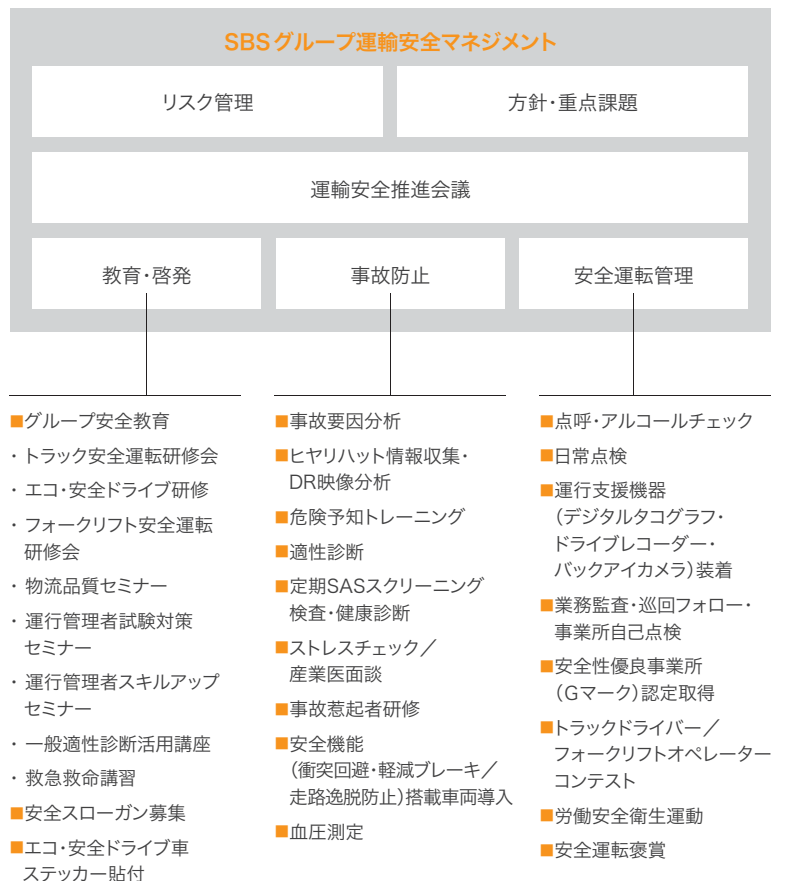 SBSグループ運輸安全マネジメント
リスク管理
方針・重点課題
運輸安全推進会議
教育・啓発
事故防止
安全運転管理
■グループ安全教育
・トラック安全運転研修会
・エコ・安全ドライブ研修
・フォークリフト安全運転
研修会
・物流品質セミナー
・運行管理者試験対策
セミナー
・運行管理者スキルアップ
セミナー
・一般適性診断活用講座
・救急救命講習
■安全スローガン募集
■エコ・安全ドライブ車
ステッカー貼付
■事故要因分析
■ヒヤリハット情報収集・
DR映像分析
■危険予知トレーニング
■適性診断
■定期SASスクリーニング
検査・健康診断
■ストレスチェック／
産業医面談
■事故惹起者研修
■安全機能
（衝突回避・軽減ブレーキ／
走路逸脱防止）搭載車両導入
■血圧測定
■点呼・アルコールチェック
■日常点検
■運行支援機器
（デジタルタコグラフ・
ドライブレコーダー・
バックアイカメラ）装着
■業務監査・巡回フォロー・
事業所自己点検
■安全性優良事業所
（Gマーク）認定取得
■トラックドライバー／
フォークリフトオペレーター
コンテスト
■労働安全衛生運動
■安全運転褒賞